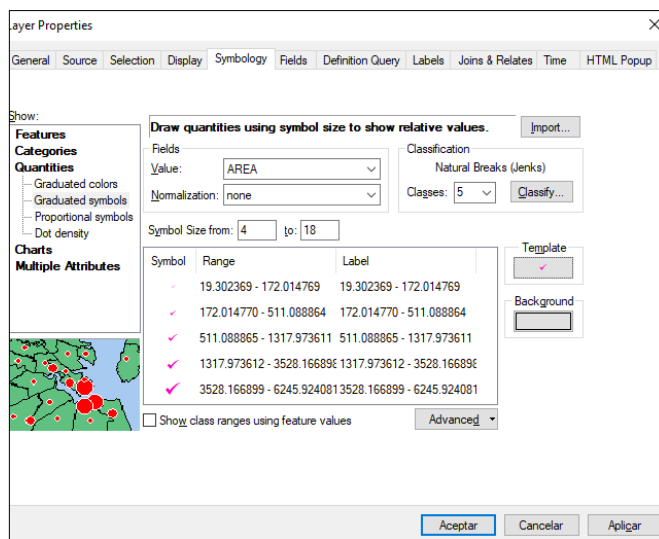 ayer Properties
General Source Selection Display Symbology Fields Definition Query Labels Joins & Relates Time HTML Popup
Show:
Features
Categories
Quantities
Graduated colors
Graduated symbols
Proportional symbols
Dot density
Charts
Multiple Attributes
Draw quantities using symbol size to show relative values.
Import...
Fields
Value: AREA
Normalization: none
Classification
Natural Breaks (Jenks)
Classes: 5 Classify...
Symbol Size from: 4 to: 18
Symbol Range Label
19.302369 - 172.014769 19.302369 - 172.014769
172.014770 - 511.088864 172.014770 - 511.088864
511.088865 - 1317.973611 511.088865 - 1317.973611
1317.973612 - 3528.166898 1317.973612 - 3528.166898
3528.166899 - 6245.924081 3528.166899 - 6245.924081
Template
Background
Show class ranges using feature values
Advanced
Aceptar Cancelar Aplicar